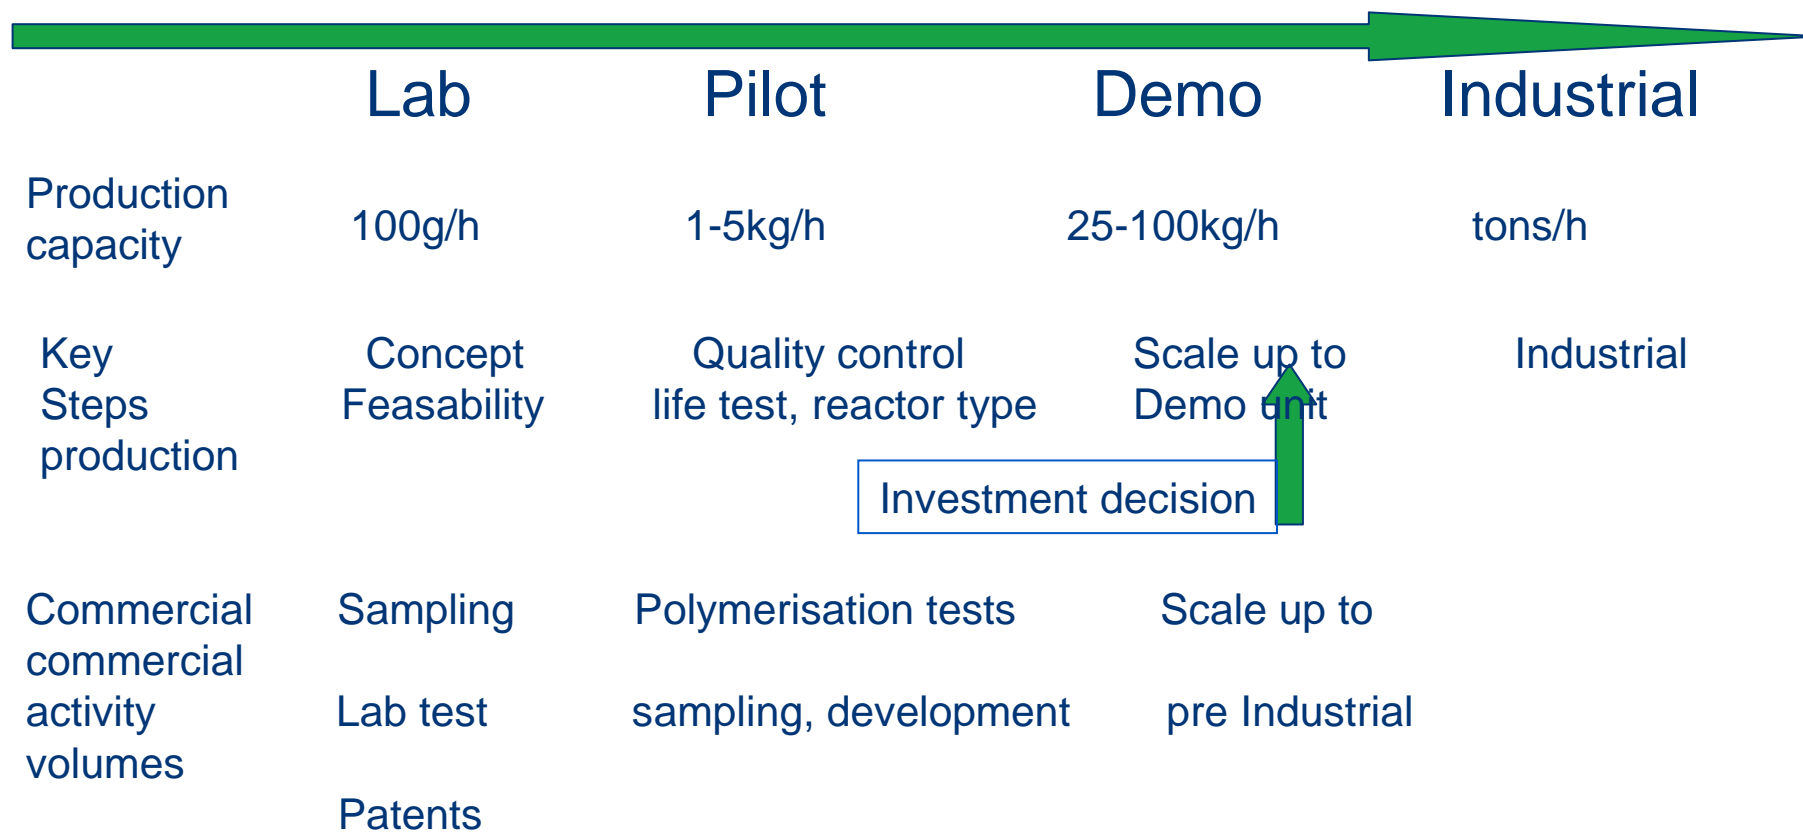 Lab Pilot Demo Industrial
Production
capacity
100g/h 1-5kg/h 25-100kg/h tons/h
Key Concept Quality control Scale up to Industrial
Steps Feasability life test, reactor type Demo unit
production
Investment decision
Commercial Sampling Polymerisation tests Scale up to
commercial
activity Lab test sampling, development pre Industrial
volumes
Patents